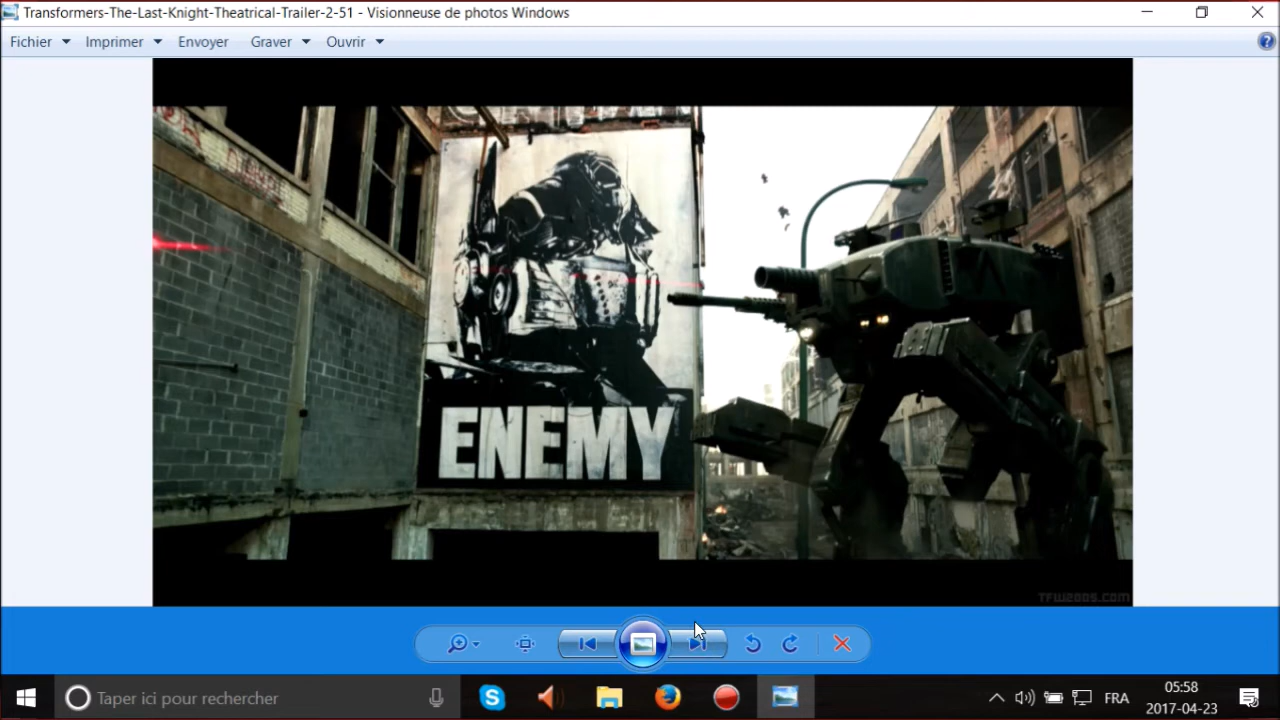 Transformers-The-Last-Knight-Theatrical-Trailer-2-51 - Visionneuse de photos Windows
Fichier Imprimer Envoyer Graver Ouvrir
?
ENEMY
TFW2005.COM
Taper ici pour rechercher
FRA
05:58
2017-04-23